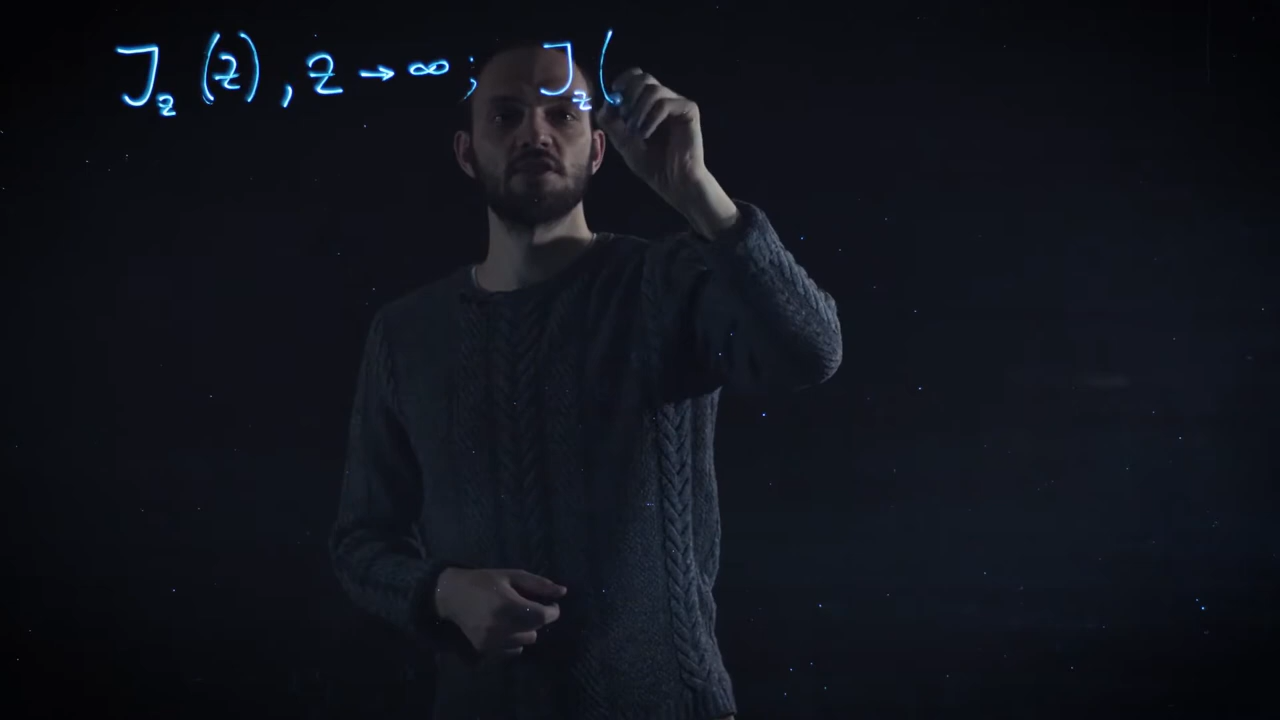 J_z (z), z → ∞; J_z (